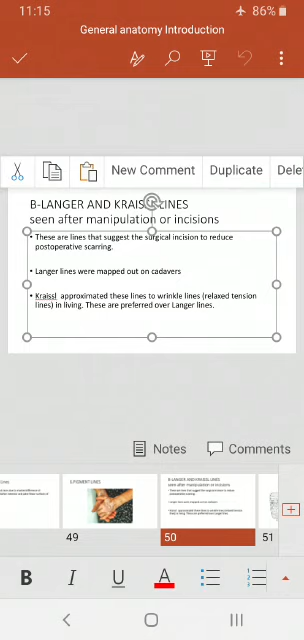 11:15 86%
General anatomy Introduction
New Comment Duplicate Dele
B-LANGER AND KRAISL LINES
seen after manipulation or incisions
• These are lines that suggest the surgical incision to reduce
postoperative scarring.
• Langer lines were mapped out on cadavers
• Kraissl approximated these lines to wrinkle lines (relaxed tension
lines) in living. These are preferred over Langer lines.
Notes Comments
49 50 51
B I U A